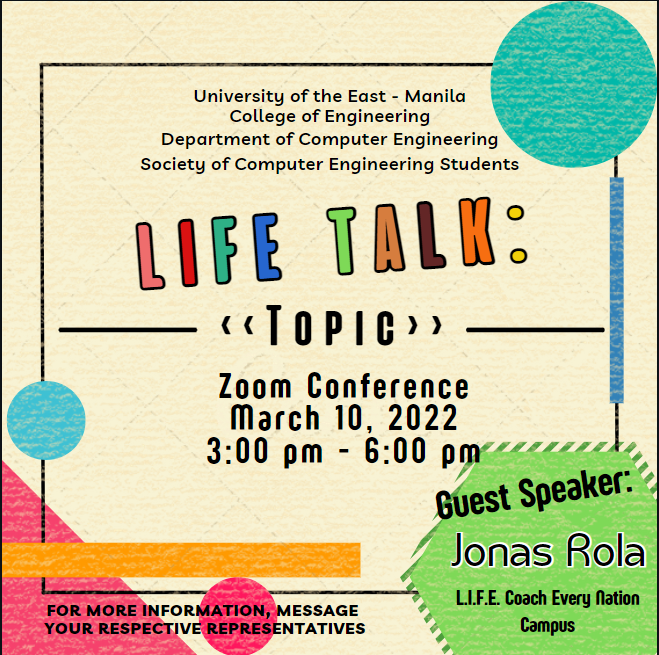 University of the East - Manila
College of Engineering
Department of Computer Engineering
Society of Computer Engineering Students
LIFE TALK:
‹‹Topic››
Zoom Conference
March 10, 2022
3:00 pm - 6:00 pm
Guest Speaker:
Jonas Rola
L.I.F.E. Coach Every Nation
Campus
FOR MORE INFORMATION, MESSAGE
YOUR RESPECTIVE REPRESENTATIVES